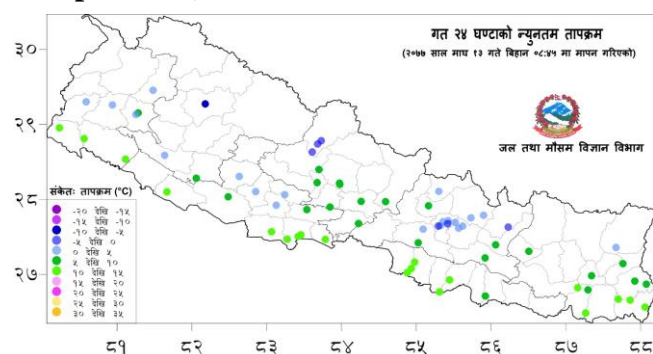 गत २४ घण्टाको न्युनतम तापक्रम
(२०७७ साल माघ १३ गते बिहान ०८:४५ मा मापन गरिएको)
३०
जल तथा मौसम विज्ञान विभाग
२९
२८
संकेतः तापक्रम (°C)
-२० देखि -१५
-१५ देखि -१०
-१० देखि -५
-५ देखि ०
० देखि ५
५ देखि १०
१० देखि १५
१५ देखि २०
२० देखि २५
२५ देखि ३०
३० देखि ३५
२७
८१ ८२ ८३ ८४ ८५ ८६ ८७ ८८